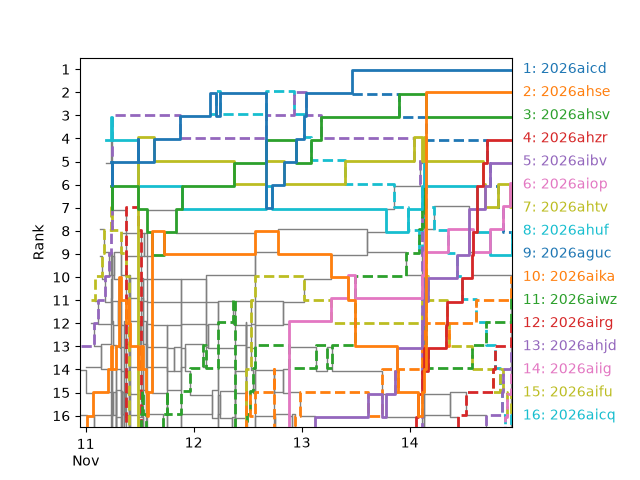 1
2
3
4
5
6
7
8
9
10
11
12
13
14
15
16
Rank
11
12
13
14
Nov
1: 2026aicd
2: 2026ahse
3: 2026ahsv
4: 2026ahzr
5: 2026aibv
6: 2026aiop
7: 2026ahtv
8: 2026ahuf
9: 2026aguc
10: 2026aika
11: 2026aiwz
12: 2026airg
13: 2026ahjd
14: 2026aiig
15: 2026aifu
16: 2026aicq